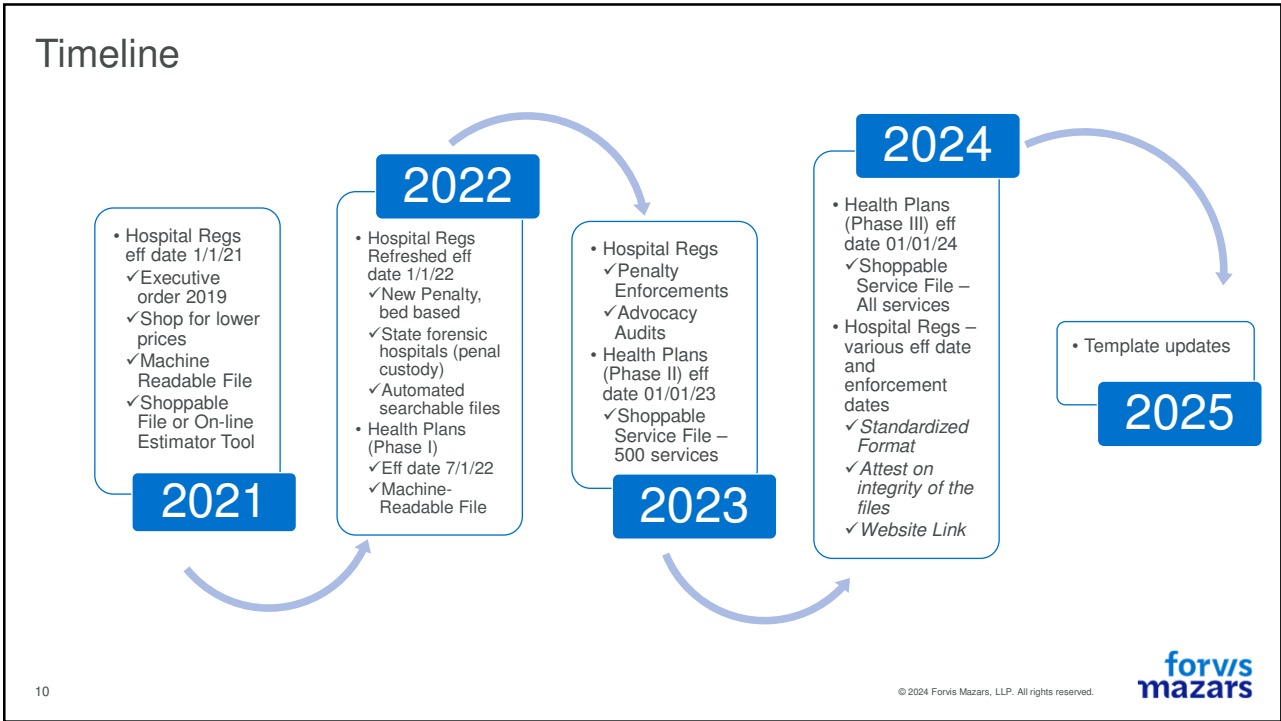 Timeline
• Hospital Regs
eff date 1/1/21
✓Executive
order 2019
✓Shop for lower
prices
✓Machine
Readable File
✓Shoppable
File or On-line
Estimator Tool
2021
2022
• Hospital Regs
Refreshed eff
date 1/1/22
✓New Penalty,
bed based
✓State forensic
hospitals (penal
custody)
✓Automated
searchable files
• Health Plans
(Phase I)
✓Eff date 7/1/22
✓Machine-
Readable File
• Hospital Regs
✓Penalty
Enforcements
✓Advocacy
Audits
• Health Plans
(Phase II) eff
date 01/01/23
✓Shoppable
Service File –
500 services
2023
2024
• Health Plans
(Phase III) eff
date 01/01/24
✓Shoppable
Service File –
All services
• Hospital Regs –
various eff date
and
enforcement
dates
✓Standardized
Format
✓Attest on
integrity of the
files
✓Website Link
• Template updates
2025
10
© 2024 Forvis Mazars, LLP. All rights reserved.
forvis
mazars